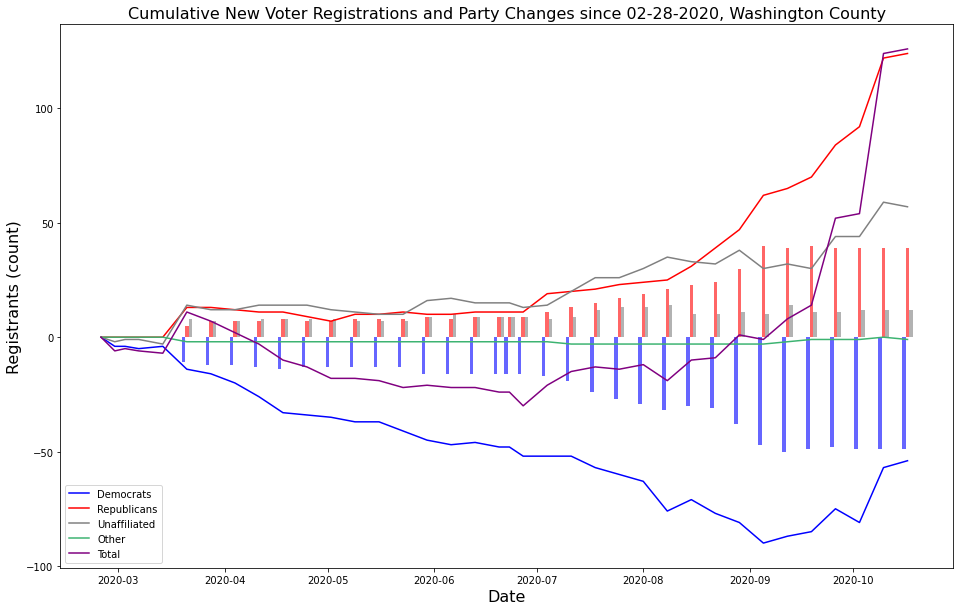 Cumulative New Voter Registrations and Party Changes since 02-28-2020, Washington County
Registrants (count)
100
50
0
−50
−100
Democrats
Republicans
Unaffiliated
Other
Total
2020-03 2020-04 2020-05 2020-06 2020-07 2020-08 2020-09 2020-10
Date